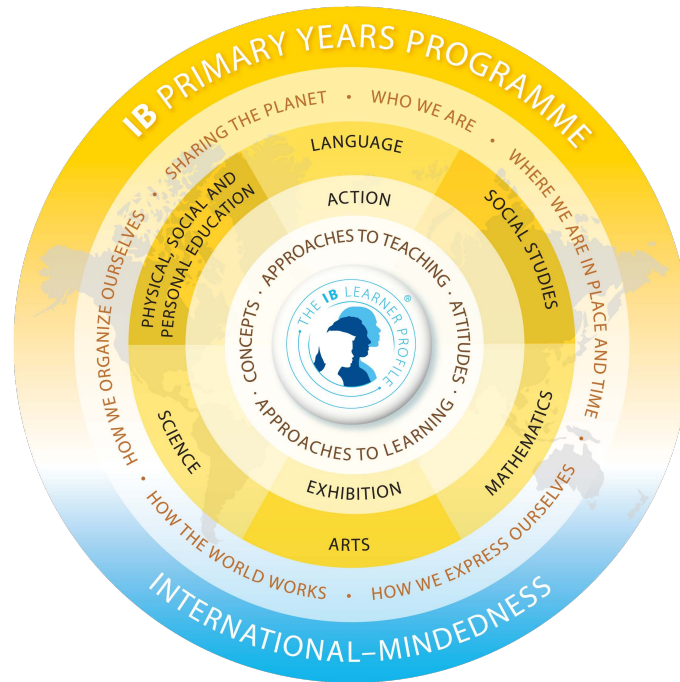 IB PRIMARY YEARS PROGRAMME
SHARING THE PLANET • WHO WE ARE • WHERE WE ARE IN PLACE AND TIME • HOW WE EXPRESS OURSELVES • HOW THE WORLD WORKS • HOW WE ORGANIZE OURSELVES •
LANGUAGE
SOCIAL STUDIES
MATHEMATICS
ARTS
SCIENCE
PHYSICAL, SOCIAL AND
PERSONAL EDUCATION
ACTION
EXHIBITION
APPROACHES TO TEACHING · ATTITUDES · APPROACHES TO LEARNING · CONCEPTS ·
• THE IB LEARNER PROFILE • ®
INTERNATIONAL–MINDEDNESS